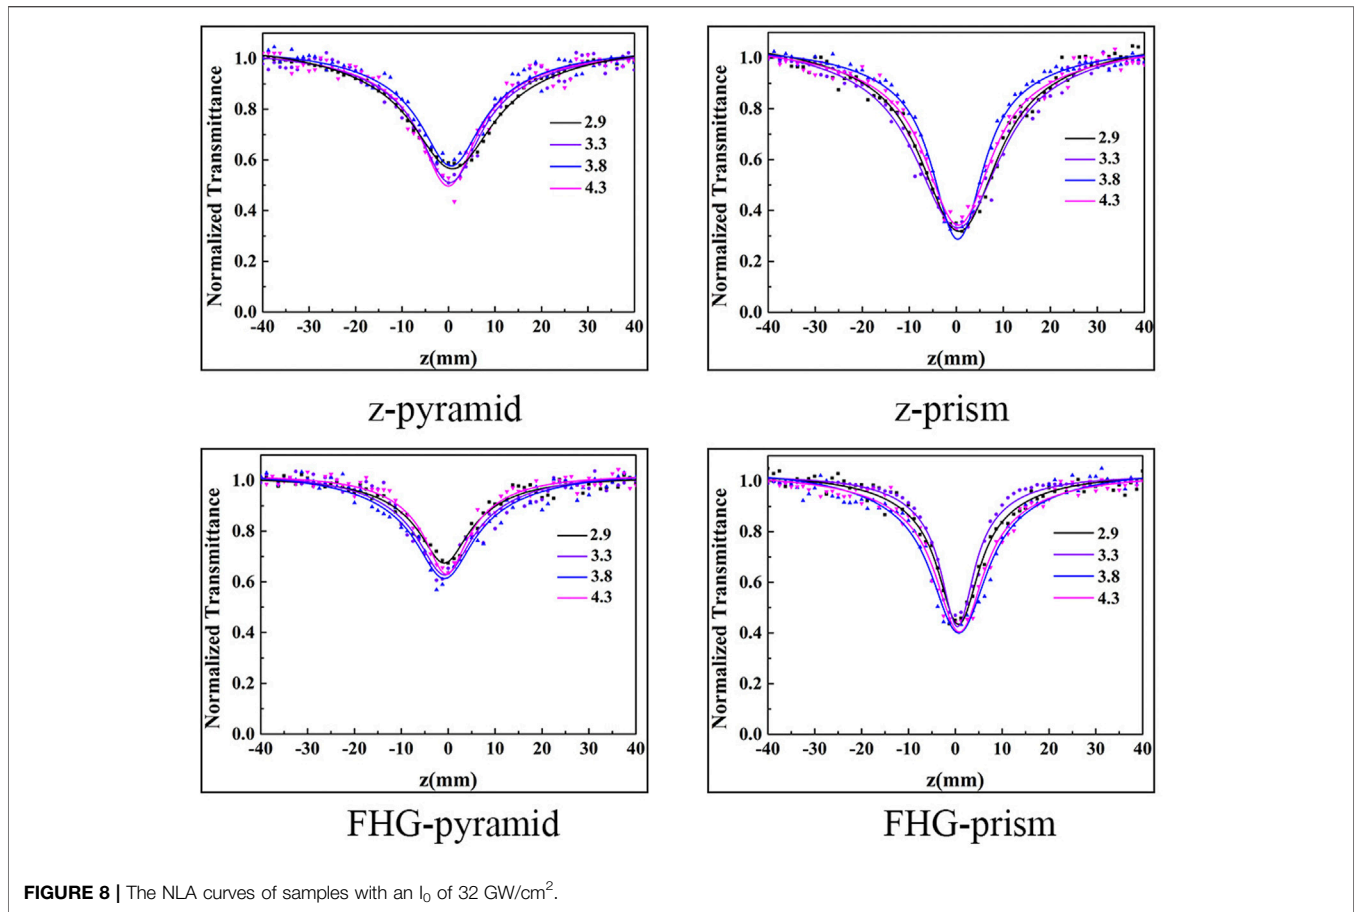 Normalized Transmittance
1.0
0.8
0.6
0.4
0.2
0.0
2.9
3.3
3.8
4.3
-40 -30 -20 -10 0 10 20 30 40
z(mm)
z-pyramid
Normalized Transmittance
1.0
0.8
0.6
0.4
0.2
0.0
2.9
3.3
3.8
4.3
-40 -30 -20 -10 0 10 20 30 40
z(mm)
z-prism
Normalized Transmittance
1.0
0.8
0.6
0.4
0.2
0.0
2.9
3.3
3.8
4.3
-40 -30 -20 -10 0 10 20 30 40
z(mm)
FHG-pyramid
Normalized Transmittance
1.0
0.8
0.6
0.4
0.2
0.0
2.9
3.3
3.8
4.3
-40 -30 -20 -10 0 10 20 30 40
z(mm)
FHG-prism
FIGURE 8 | The NLA curves of samples with an I₀ of 32 GW/cm².